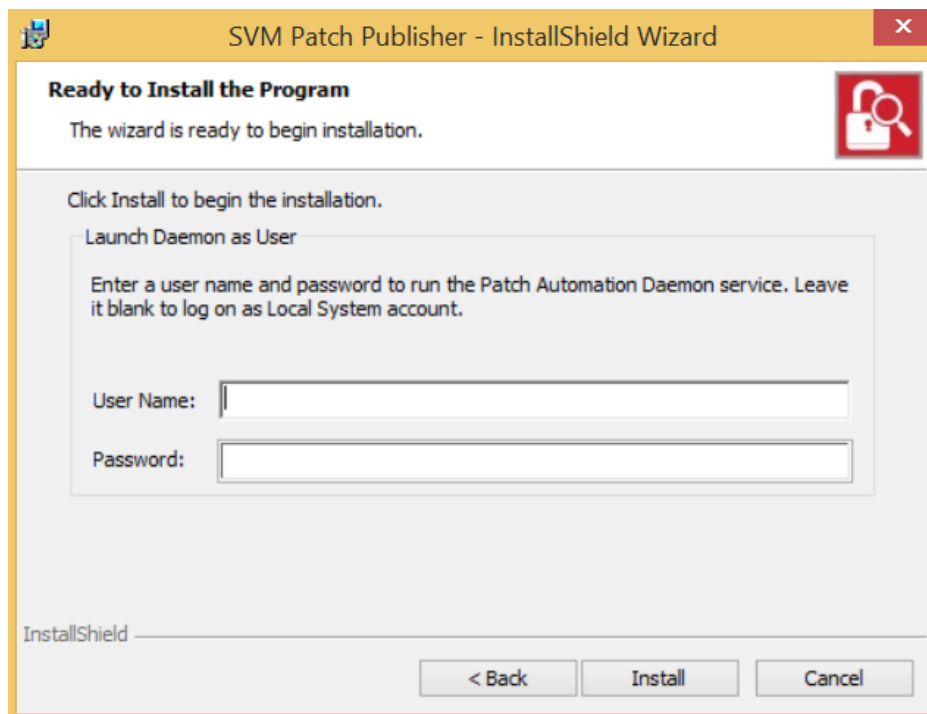 SVM Patch Publisher - InstallShield Wizard
x
Ready to Install the Program
The wizard is ready to begin installation.
Click Install to begin the installation.
Launch Daemon as User
Enter a user name and password to run the Patch Automation Daemon service. Leave
it blank to log on as Local System account.
User Name:
Password:
InstallShield
< Back Install Cancel